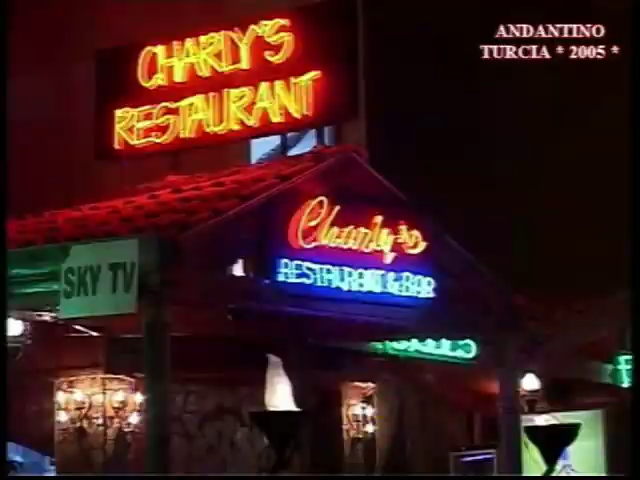 ANDANTINO
TURCIA * 2005 *
CHARLY'S
RESTAURANT
Charly's
RESTAURANT & BAR
SKY TV